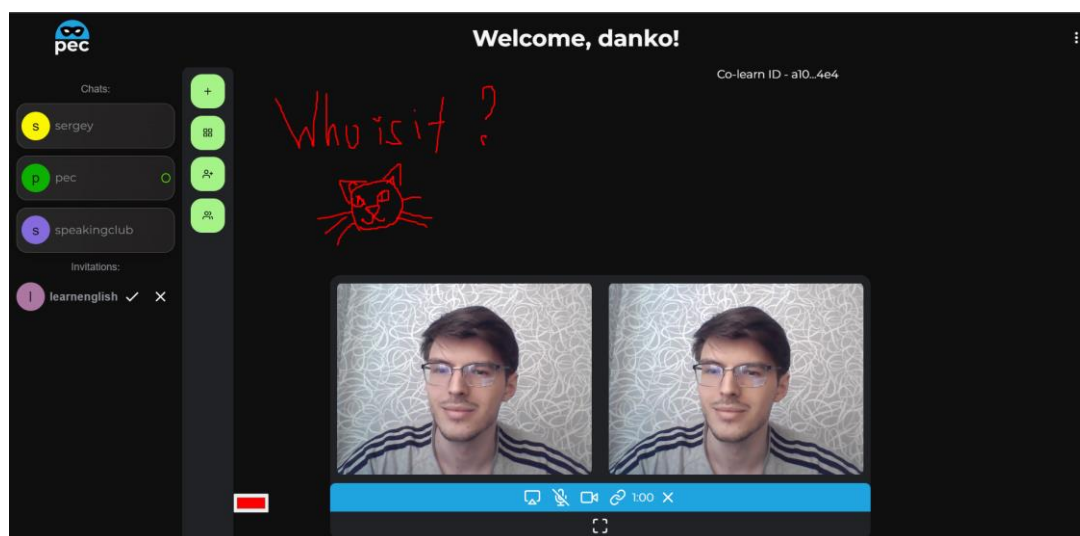 pec
Welcome, danko!
Co-learn ID - a10...4e4
Chats:
s sergey
p pec
s speakingclub
Invitations:
l learnenglish
Who is it ?
1:00